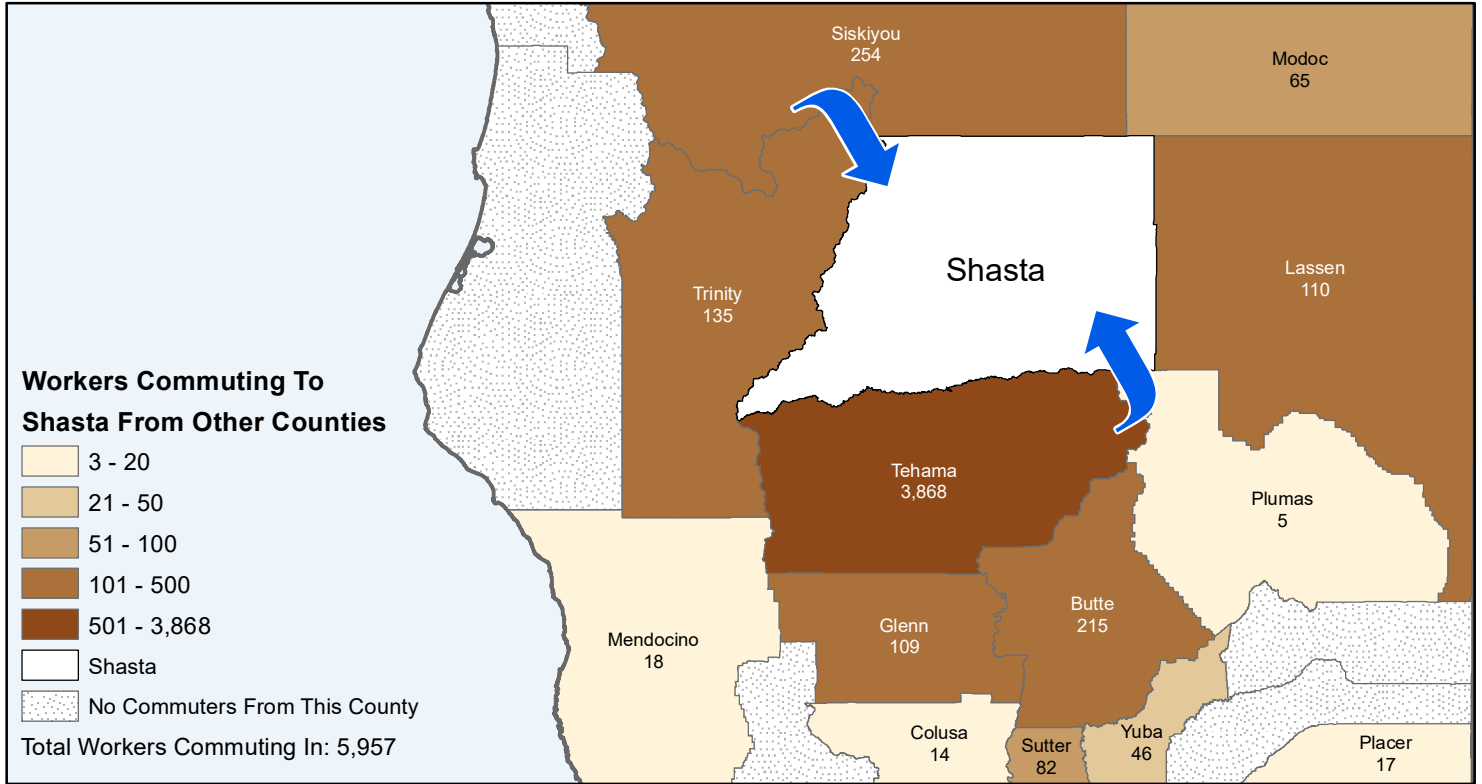 Siskiyou
254
Modoc
65
Shasta
Lassen
110
Trinity
135
Workers Commuting To
Shasta From Other Counties
3 - 20
21 - 50
51 - 100
101 - 500
501 - 3,868
Shasta
No Commuters From This County
Total Workers Commuting In: 5,957
Tehama
3,868
Plumas
5
Butte
215
Glenn
109
Mendocino
18
Colusa
14
Sutter
82
Yuba
46
Placer
17